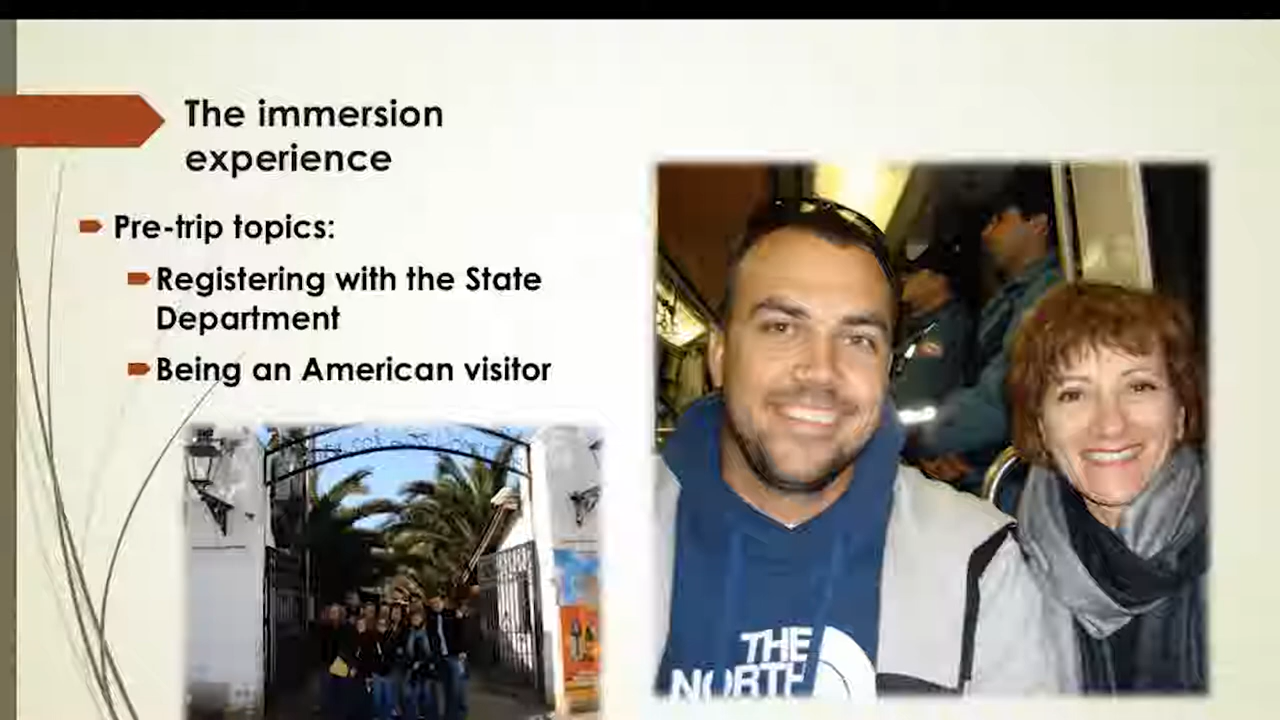 The immersion
experience
Pre-trip topics:
Registering with the State
Department
Being an American visitor
THE
NORTH